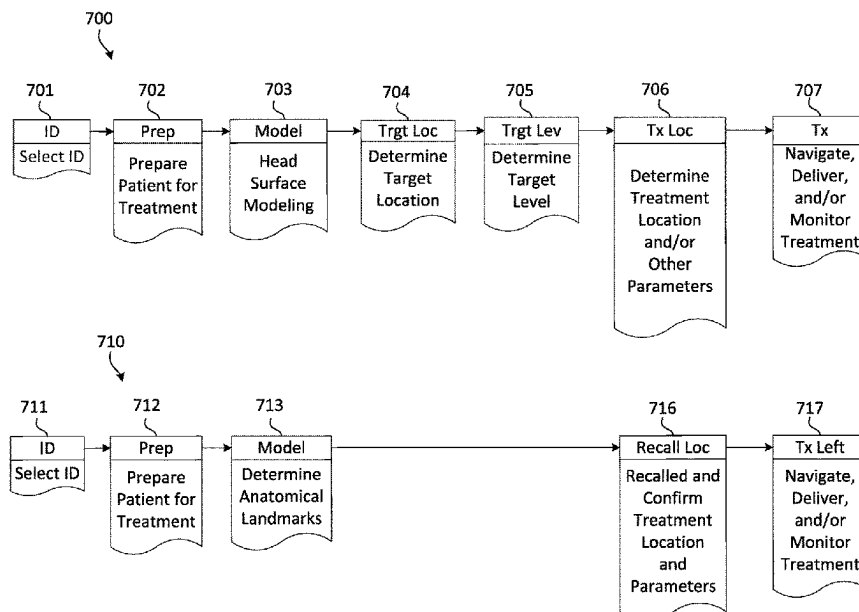 700
701
702
703
704
705
706
707
ID
Prep
Model
Trgt Loc
Trgt Lev
Tx Loc
Tx
Select ID
Prepare
Patient for
Treatment
Head
Surface
Modeling
Determine
Target
Location
Determine
Target
Level
Determine
Treatment
Location
and/or
Other
Parameters
Navigate,
Deliver,
and/or
Monitor
Treatment
710
711
712
713
716
717
ID
Prep
Model
Recall Loc
Tx Left
Select ID
Prepare
Patient for
Treatment
Determine
Anatomical
Landmarks
Recalled and
Confirm
Treatment
Location
and
Parameters
Navigate,
Deliver,
and/or
Monitor
Treatment